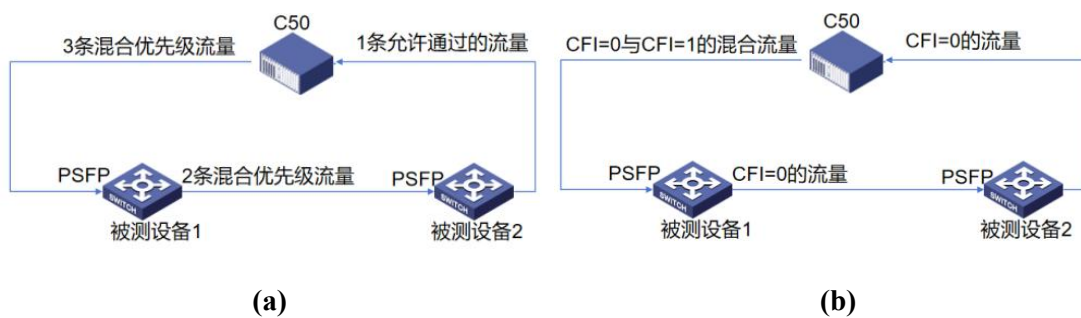 C50
3条混合优先级流量
1条允许通过的流量
PSFP
2条混合优先级流量
PSFP
SWITCH
SWITCH
被测设备1
被测设备2
(a)
C50
CFI=0与CFI=1的混合流量
CFI=0的流量
PSFP
CFI=0的流量
PSFP
SWITCH
SWITCH
被测设备1
被测设备2
(b)